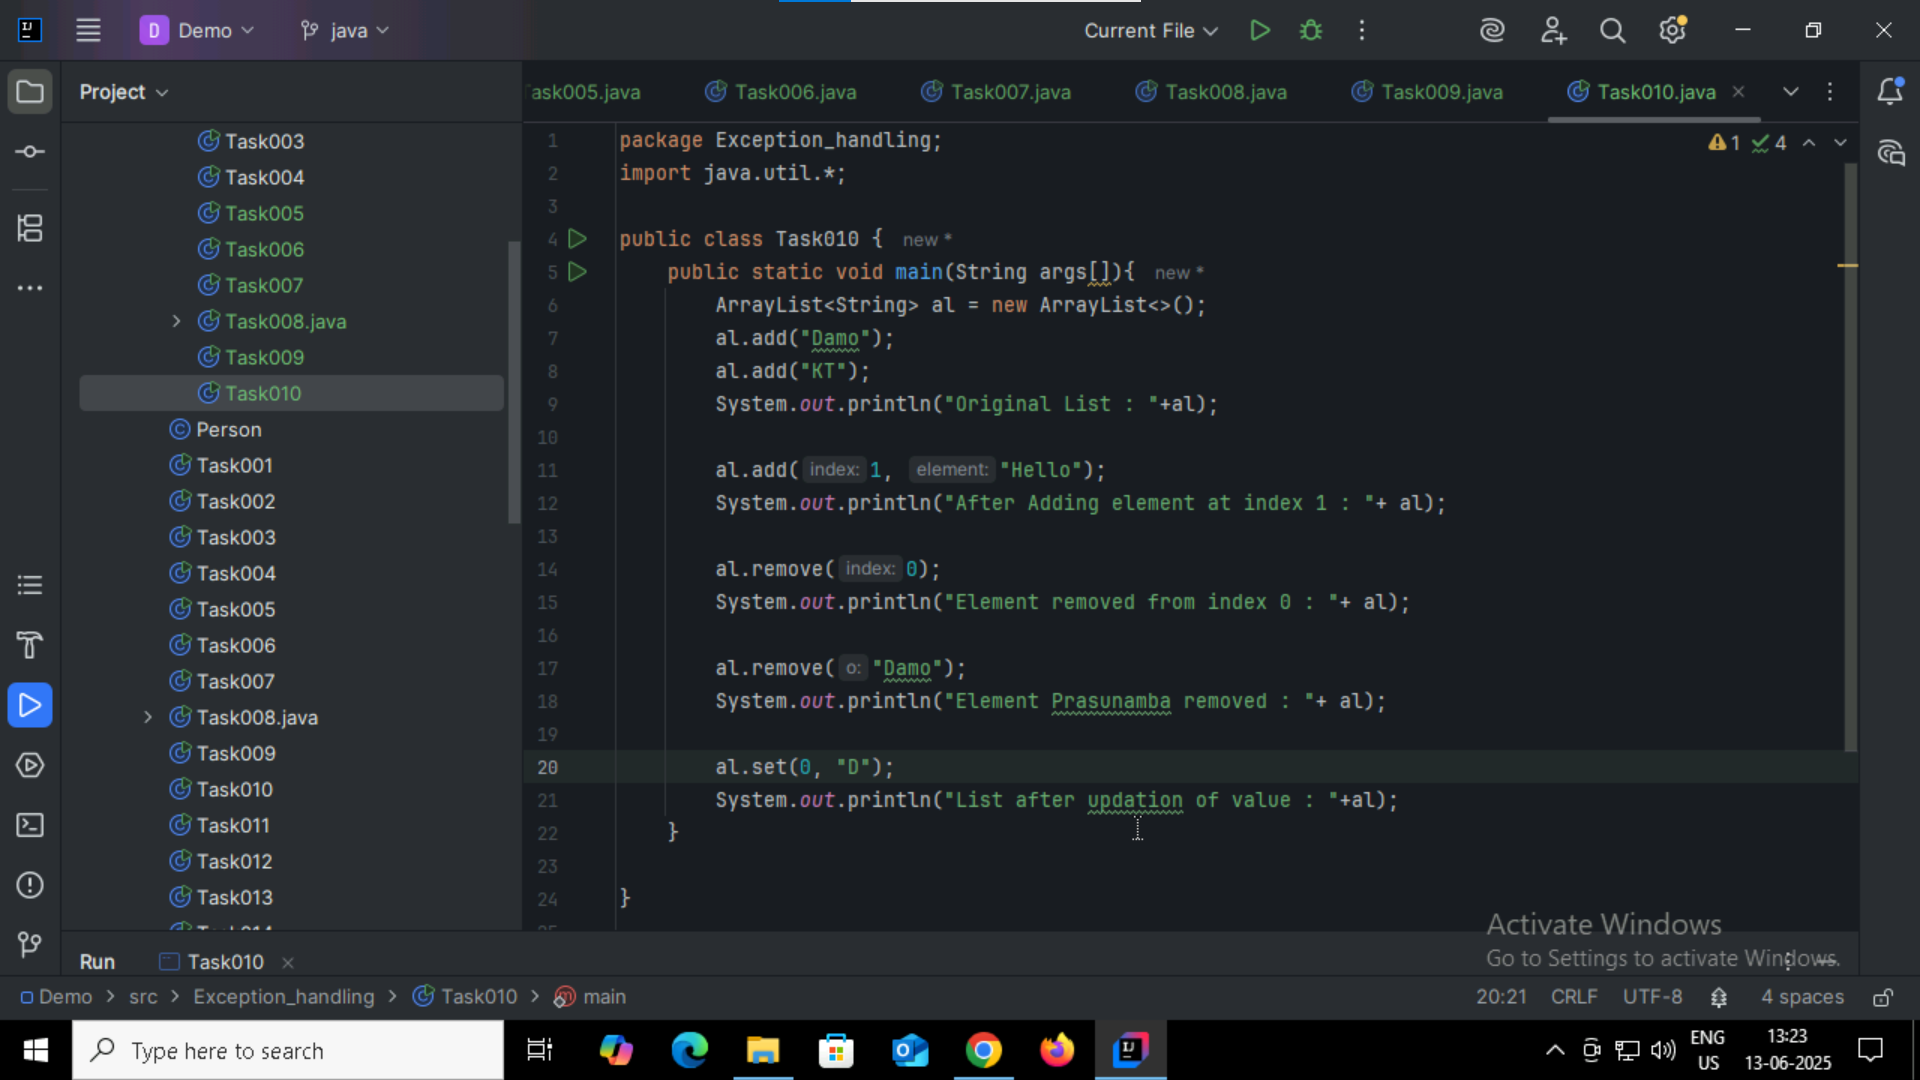 D Demo java Current File
Project
Task005.java Task006.java Task007.java Task008.java Task009.java Task010.java
Task003
Task004
Task005
Task006
Task007
Task008.java
Task009
Task010
Person
Task001
Task002
Task003
Task004
Task005
Task006
Task007
Task008.java
Task009
Task010
Task011
Task012
Task013
1 package Exception_handling;
2 import java.util.*;
3
4 public class Task010 { new *
5 public static void main(String args[]){ new *
6 ArrayList<String> al = new ArrayList<>();
7 al.add("Damo");
8 al.add("KT");
9 System.out.println("Original List : "+al);
10
11 al.add( index: 1, element: "Hello");
12 System.out.println("After Adding element at index 1 : "+ al);
13
14 al.remove( index: 0);
15 System.out.println("Element removed from index 0 : "+ al);
16
17 al.remove( o: "Damo");
18 System.out.println("Element Prasunamba removed : "+ al);
19
20 al.set(0, "D");
21 System.out.println("List after updation of value : "+al);
22 }
23
24 }
1 4
Activate Windows
Go to Settings to activate Windows.
Run Task010
Demo > src > Exception_handling > Task010 > main
20:21 CRLF UTF-8 4 spaces
Type here to search
ENG
US
13:23
13-06-2025